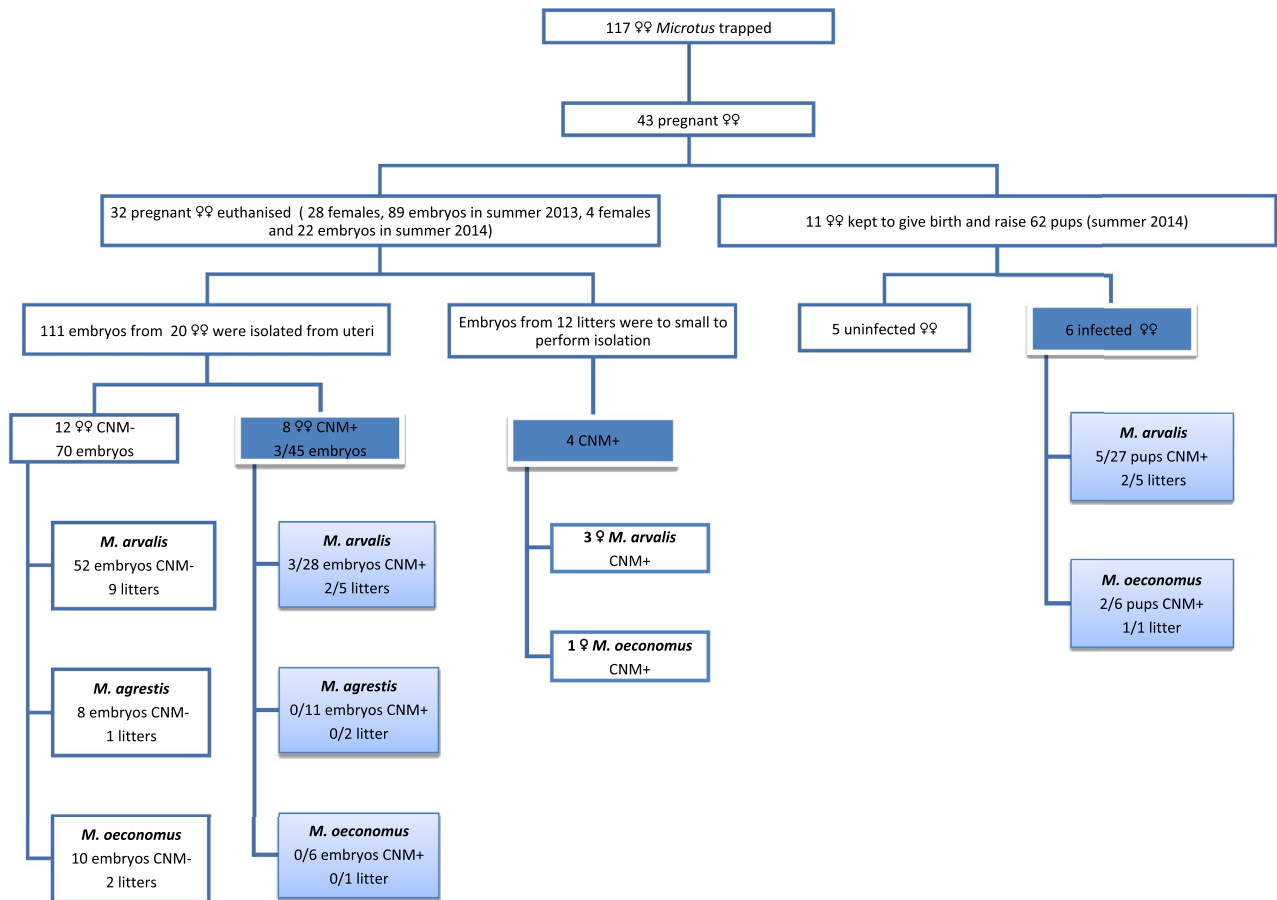 117 ♀♀ Microtus trapped
43 pregnant ♀♀
32 pregnant ♀♀ euthanised ( 28 females, 89 embryos in summer 2013, 4 females
and 22 embryos in summer 2014)
11 ♀♀ kept to give birth and raise 62 pups (summer 2014)
111 embryos from 20 ♀♀ were isolated from uteri
Embryos from 12 litters were to small to
perform isolation
5 uninfected ♀♀
6 infected ♀♀
12 ♀♀ CNM-
70 embryos
8 ♀♀ CNM+
3/45 embryos
4 CNM+
M. arvalis
5/27 pups CNM+
2/5 litters
M. arvalis
52 embryos CNM-
9 litters
M. arvalis
3/28 embryos CNM+
2/5 litters
3 ♀ M. arvalis
CNM+
M. oeconomus
2/6 pups CNM+
1/1 litter
1 ♀ M. oeconomus
CNM+
M. agrestis
8 embryos CNM-
1 litters
M. agrestis
0/11 embryos CNM+
0/2 litter
M. oeconomus
10 embryos CNM-
2 litters
M. oeconomus
0/6 embryos CNM+
0/1 litter